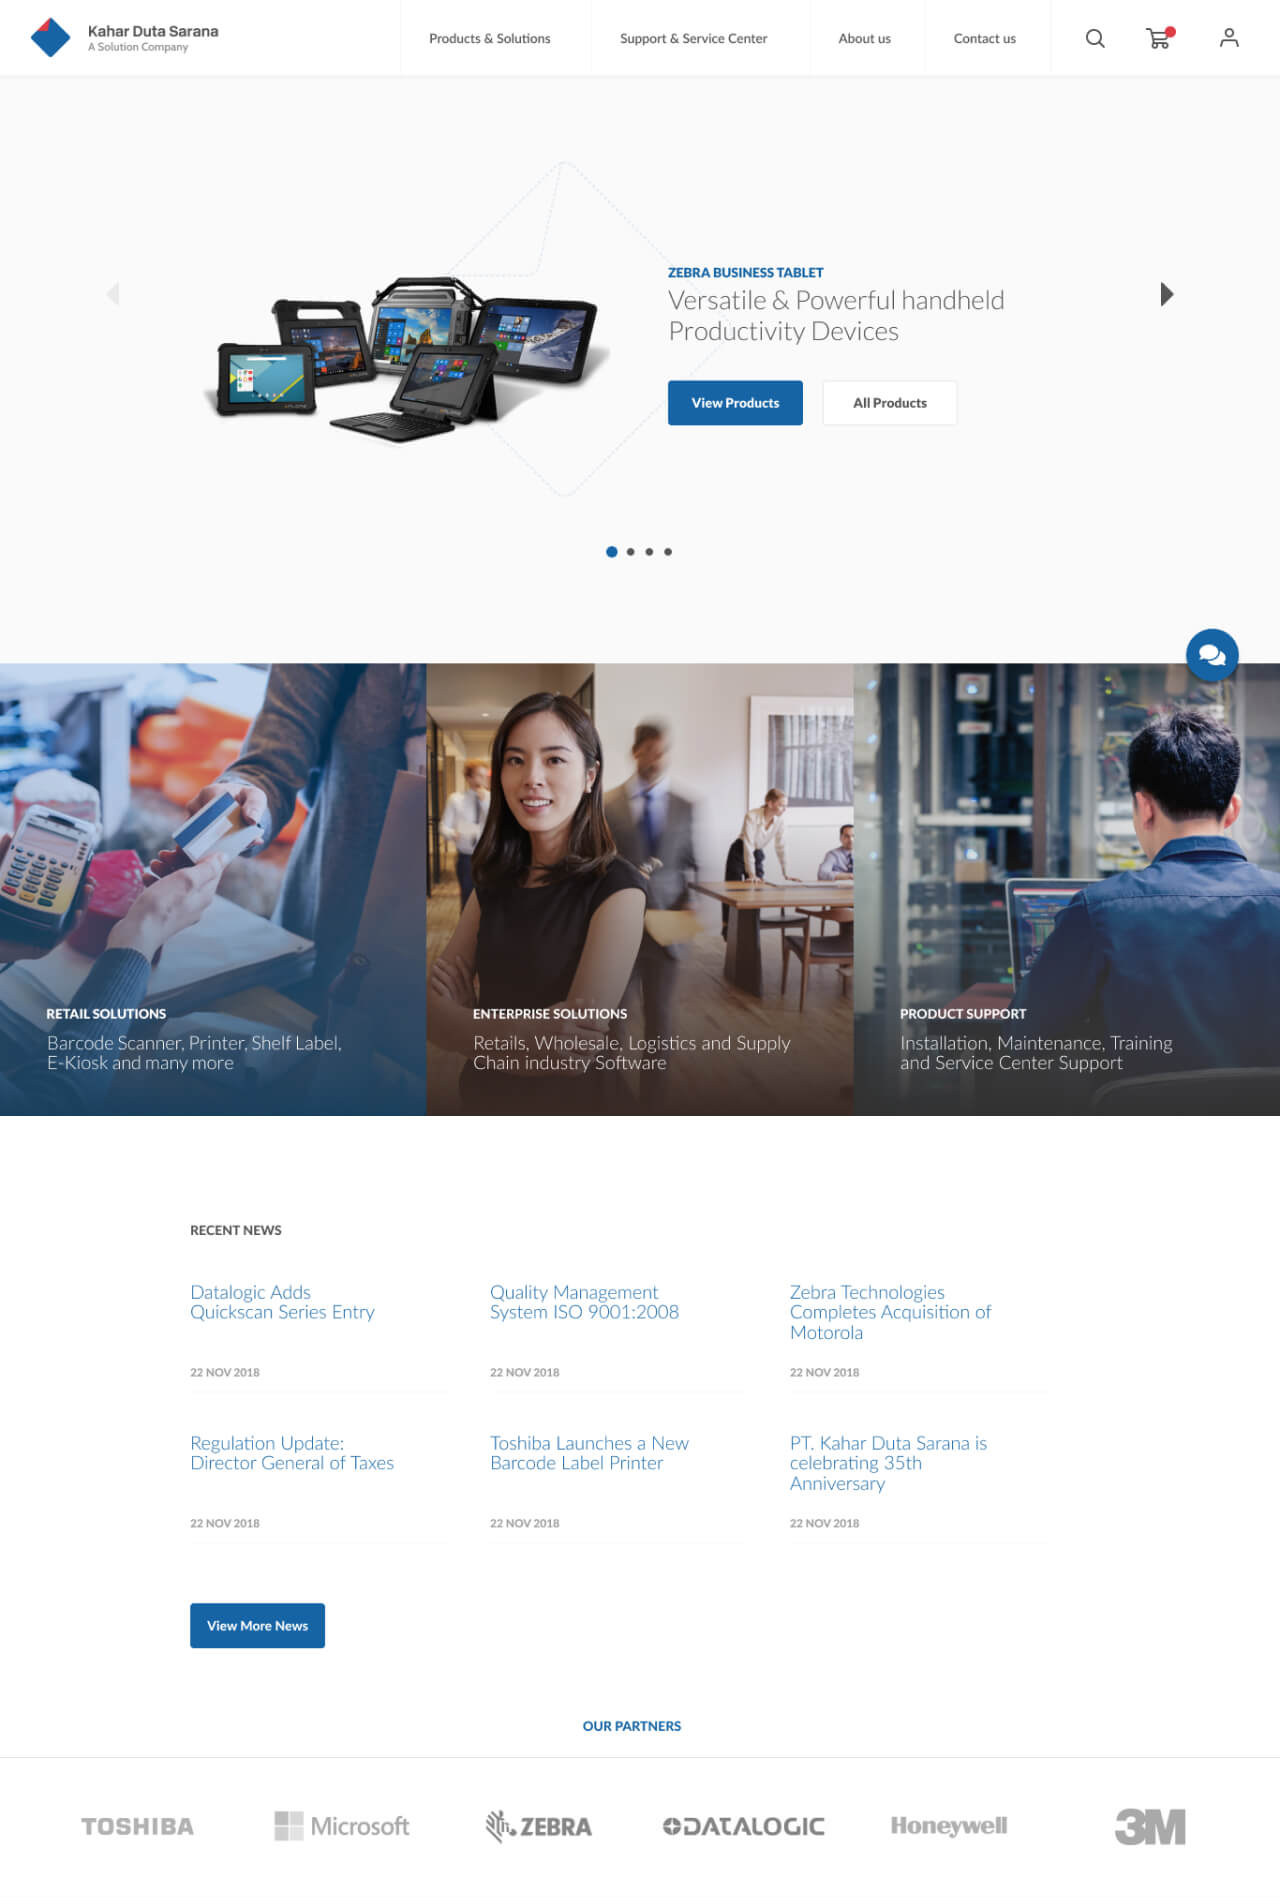 Kahar Duta Sarana
A Solution Company
Products & Solutions
Support & Service Center
About us
Contact us
ZEBRA BUSINESS TABLET
Versatile & Powerful handheld
Productivity Devices
View Products
All Products
RETAIL SOLUTIONS
Barcode Scanner, Printer, Shelf Label,
E-Kiosk and many more
ENTERPRISE SOLUTIONS
Retails, Wholesale, Logistics and Supply
Chain industry Software
PRODUCT SUPPORT
Installation, Maintenance, Training
and Service Center Support
RECENT NEWS
Datalogic Adds
Quickscan Series Entry
22 NOV 2018
Quality Management
System ISO 9001:2008
22 NOV 2018
Zebra Technologies
Completes Acquisition of
Motorola
22 NOV 2018
Regulation Update:
Director General of Taxes
22 NOV 2018
Toshiba Launches a New
Barcode Label Printer
22 NOV 2018
PT. Kahar Duta Sarana is
celebrating 35th
Anniversary
22 NOV 2018
View More News
OUR PARTNERS
TOSHIBA
Microsoft
ZEBRA
DATALOGIC
Honeywell
3M